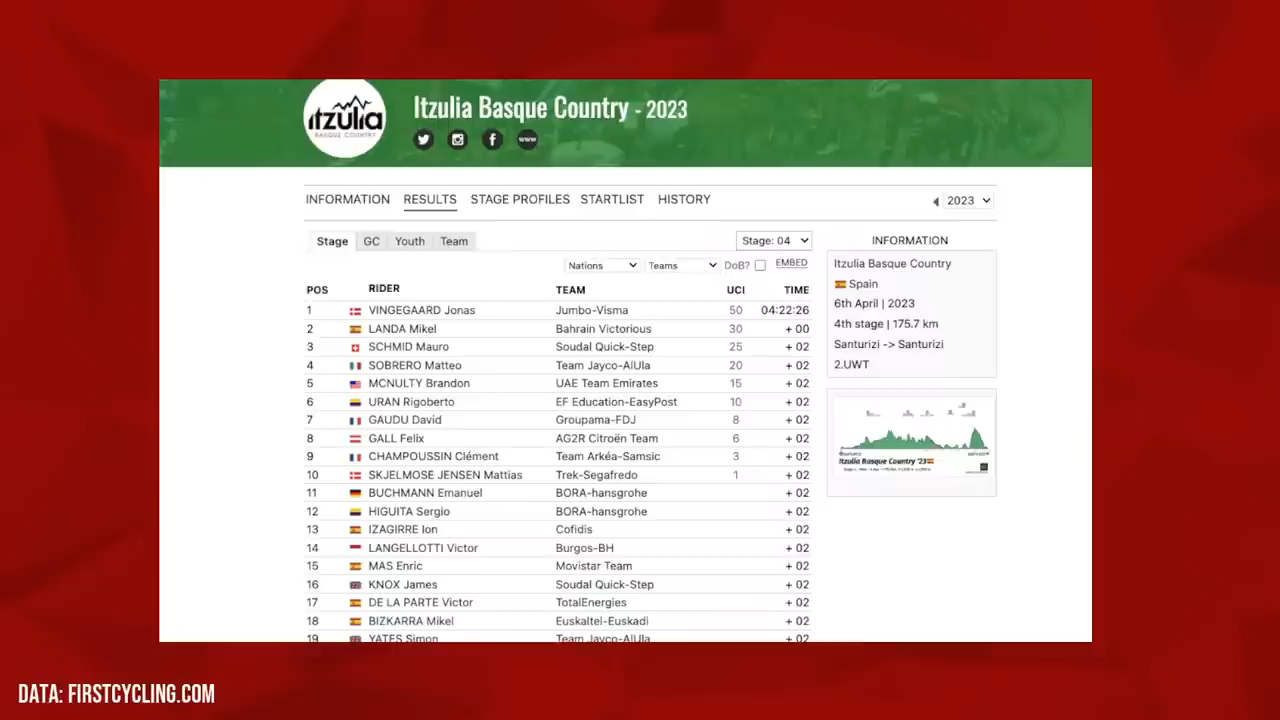 itzulia
BASQUE COUNTRY
Itzulia Basque Country - 2023
www
INFORMATION RESULTS STAGE PROFILES STARTLIST HISTORY 2023
Stage GC Youth Team Stage: 04
Nations Teams DoB? EMBED
POS RIDER TEAM UCI TIME
1 VINGEGAARD Jonas Jumbo-Visma 50 04:22:26
2 LANDA Mikel Bahrain Victorious 30 + 00
3 SCHMID Mauro Soudal Quick-Step 25 + 02
4 SOBRERO Matteo Team Jayco-AlUla 20 + 02
5 MCNULTY Brandon UAE Team Emirates 15 + 02
6 URAN Rigoberto EF Education-EasyPost 10 + 02
7 GAUDU David Groupama-FDJ 8 + 02
8 GALL Felix AG2R Citroën Team 6 + 02
9 CHAMPOUSSIN Clément Team Arkéa-Samsic 3 + 02
10 SKJELMOSE JENSEN Mattias Trek-Segafredo 1 + 02
11 BUCHMANN Emanuel BORA-hansgrohe + 02
12 HIGUITA Sergio BORA-hansgrohe + 02
13 IZAGIRRE Ion Cofidis + 02
14 LANGELLOTTI Victor Burgos-BH + 02
15 MAS Enric Movistar Team + 02
16 KNOX James Soudal Quick-Step + 02
17 DE LA PARTE Victor TotalEnergies + 02
18 BIZKARRA Mikel Euskaltel-Euskadi + 02
19 YATES Simon Team Jayco-AlUla + 02
INFORMATION
Itzulia Basque Country
Spain
6th April | 2023
4th stage | 175.7 km
Santurizi -> Santurizi
2.UWT
Itzulia Basque Country '23
DATA: FIRSTCYCLING.COM